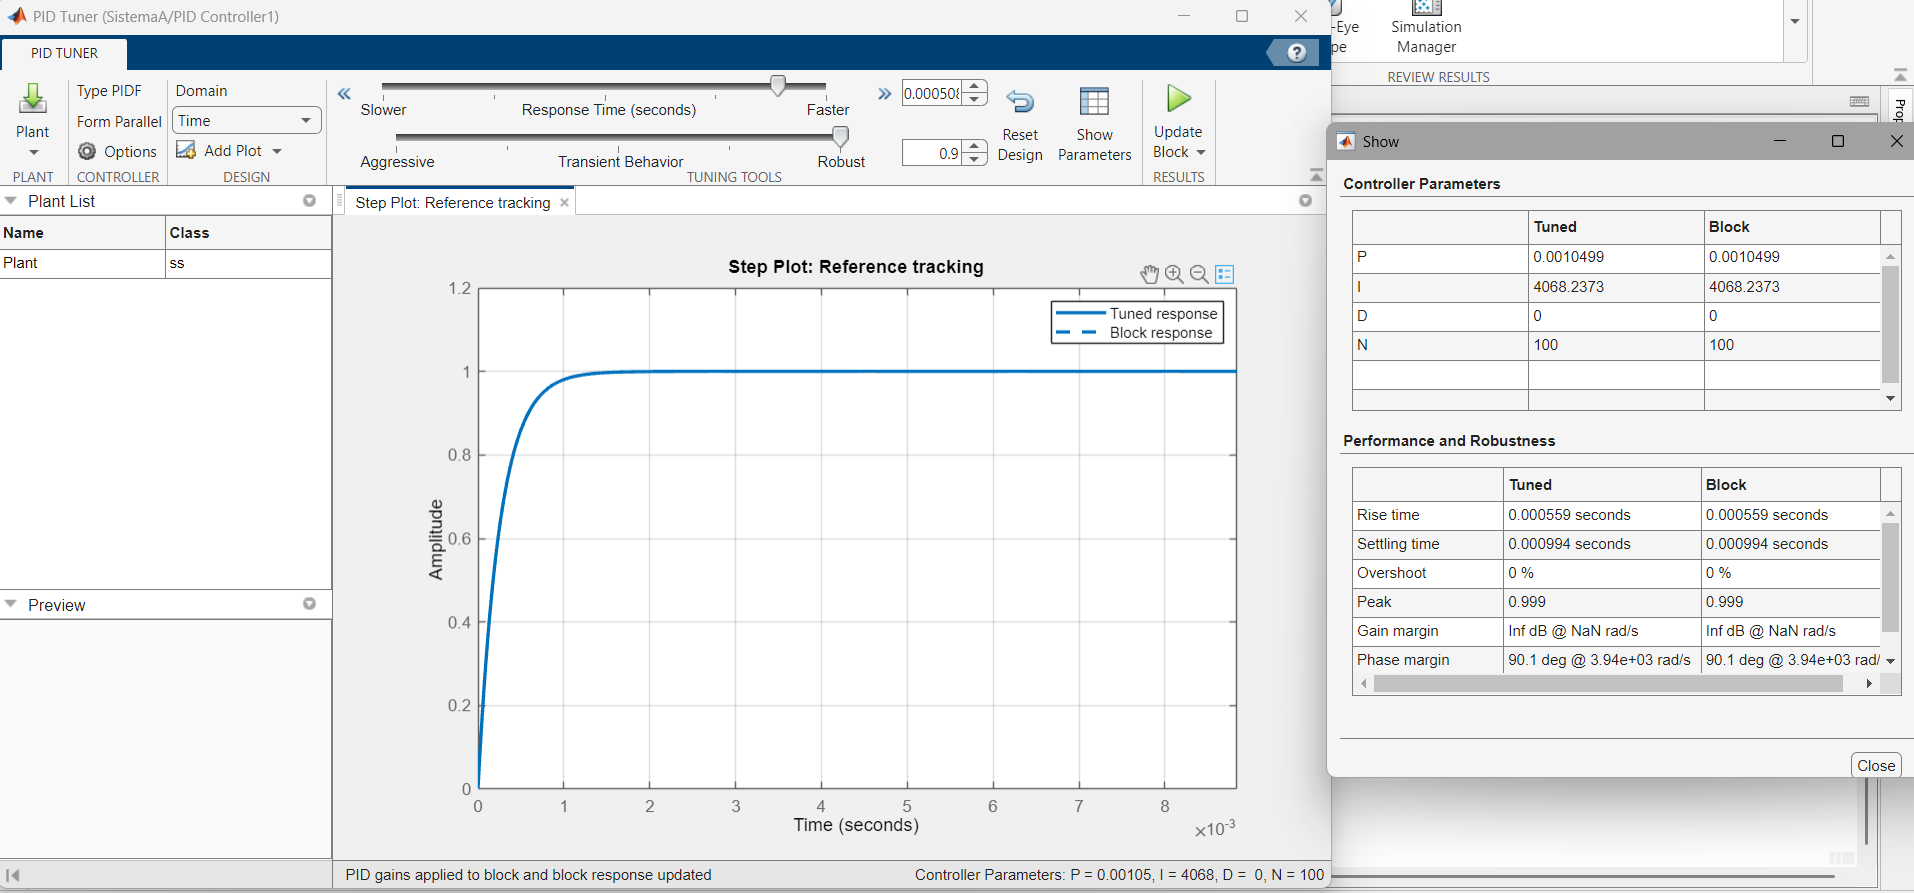 PID Tuner (SistemaA/PID Controller1)
PID TUNER
Plant
PLANT
Type PIDF
Form Parallel
Options
CONTROLLER
Domain
Time
Add Plot
DESIGN
Slower
Response Time (seconds)
Faster
Aggressive
Transient Behavior
Robust
0.9
TUNING TOOLS
Reset
Design
Show
Parameters
Update
Block
RESULTS
Simulation
Manager
REVIEW RESULTS
Plant List
Name Class
Plant ss
Preview
Step Plot: Reference tracking
Step Plot: Reference tracking
Tuned response
Block response
Amplitude
1.2
1
0.8
0.6
0.4
0.2
0
0 1 2 3 4 5 6 7 8
Time (seconds)
×10-3
PID gains applied to block and block response updated
Controller Parameters: P = 0.00105, I = 4068, D = 0, N = 100
Show
Controller Parameters
Tuned Block
P 0.0010499 0.0010499
I 4068.2373 4068.2373
D 0 0
N 100 100
Performance and Robustness
Tuned Block
Rise time 0.000559 seconds 0.000559 seconds
Settling time 0.000994 seconds 0.000994 seconds
Overshoot 0 % 0 %
Peak 0.999 0.999
Gain margin Inf dB @ NaN rad/s Inf dB @ NaN rad/s
Phase margin 90.1 deg @ 3.94e+03 rad/s 90.1 deg @ 3.94e+03 rad/
Close